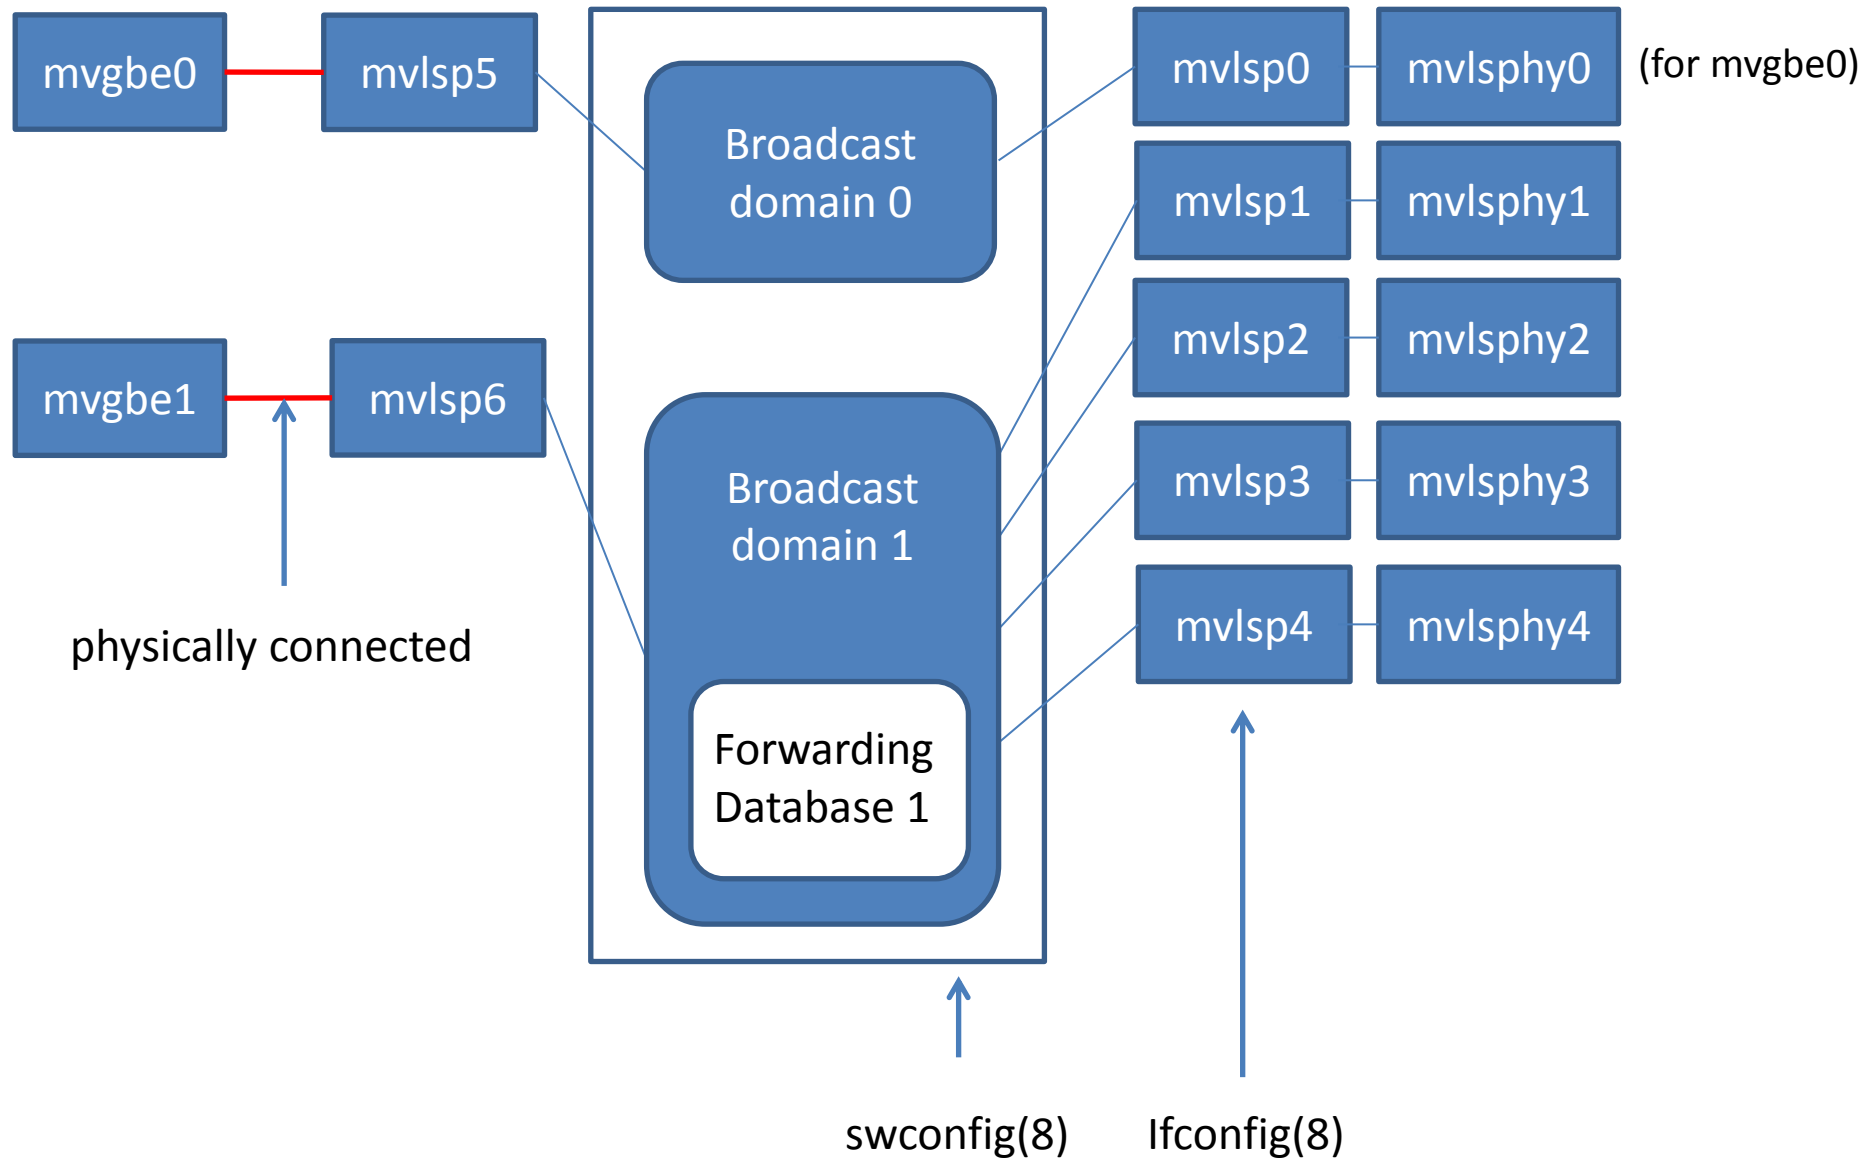 mvgbe0
mvlsp5
Broadcast
domain 0
mvlsp0
mvlsphy0
(for mvgbe0)
mvlsp1
mvlsphy1
mvlsp2
mvlsphy2
mvgbe1
mvlsp6
Broadcast
domain 1
mvlsp3
mvlsphy3
mvlsp4
mvlsphy4
physically connected
Forwarding
Database 1
swconfig(8)
Ifconfig(8)